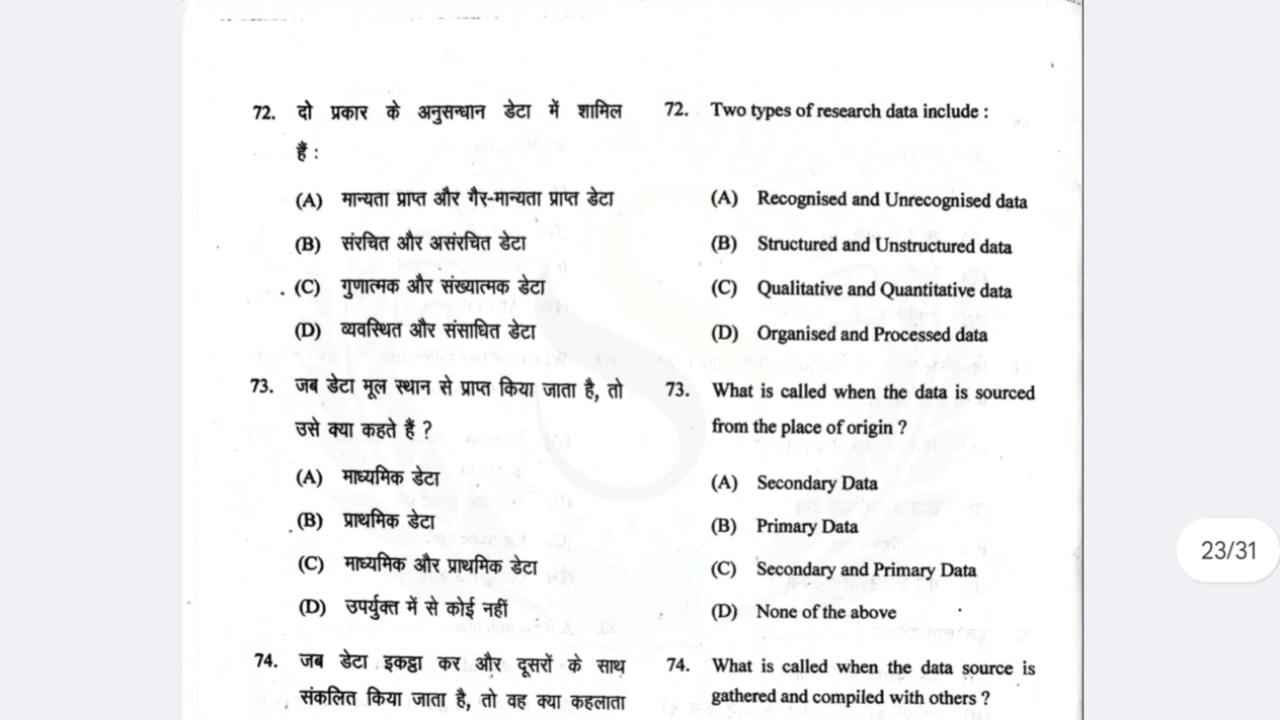 72. दो प्रकार के अनुसन्धान डेटा में शामिल
हैं :
(A) मान्यता प्राप्त और गैर-मान्यता प्राप्त डेटा
(B) संरचित और असंरचित डेटा
(C) गुणात्मक और संख्यात्मक डेटा
(D) व्यवस्थित और संसाधित डेटा
73. जब डेटा मूल स्थान से प्राप्त किया जाता है, तो
उसे क्या कहते हैं ?
(A) माध्यमिक डेटा
(B) प्राथमिक डेटा
(C) माध्यमिक और प्राथमिक डेटा
(D) उपर्युक्त में से कोई नहीं
74. जब डेटा इकट्ठा कर और दूसरों के साथ
संकलित किया जाता है, तो वह क्या कहलाता
72. Two types of research data include :
(A) Recognised and Unrecognised data
(B) Structured and Unstructured data
(C) Qualitative and Quantitative data
(D) Organised and Processed data
73. What is called when the data is sourced
from the place of origin ?
(A) Secondary Data
(B) Primary Data
(C) Secondary and Primary Data
(D) None of the above
74. What is called when the data source is
gathered and compiled with others ?
23/31